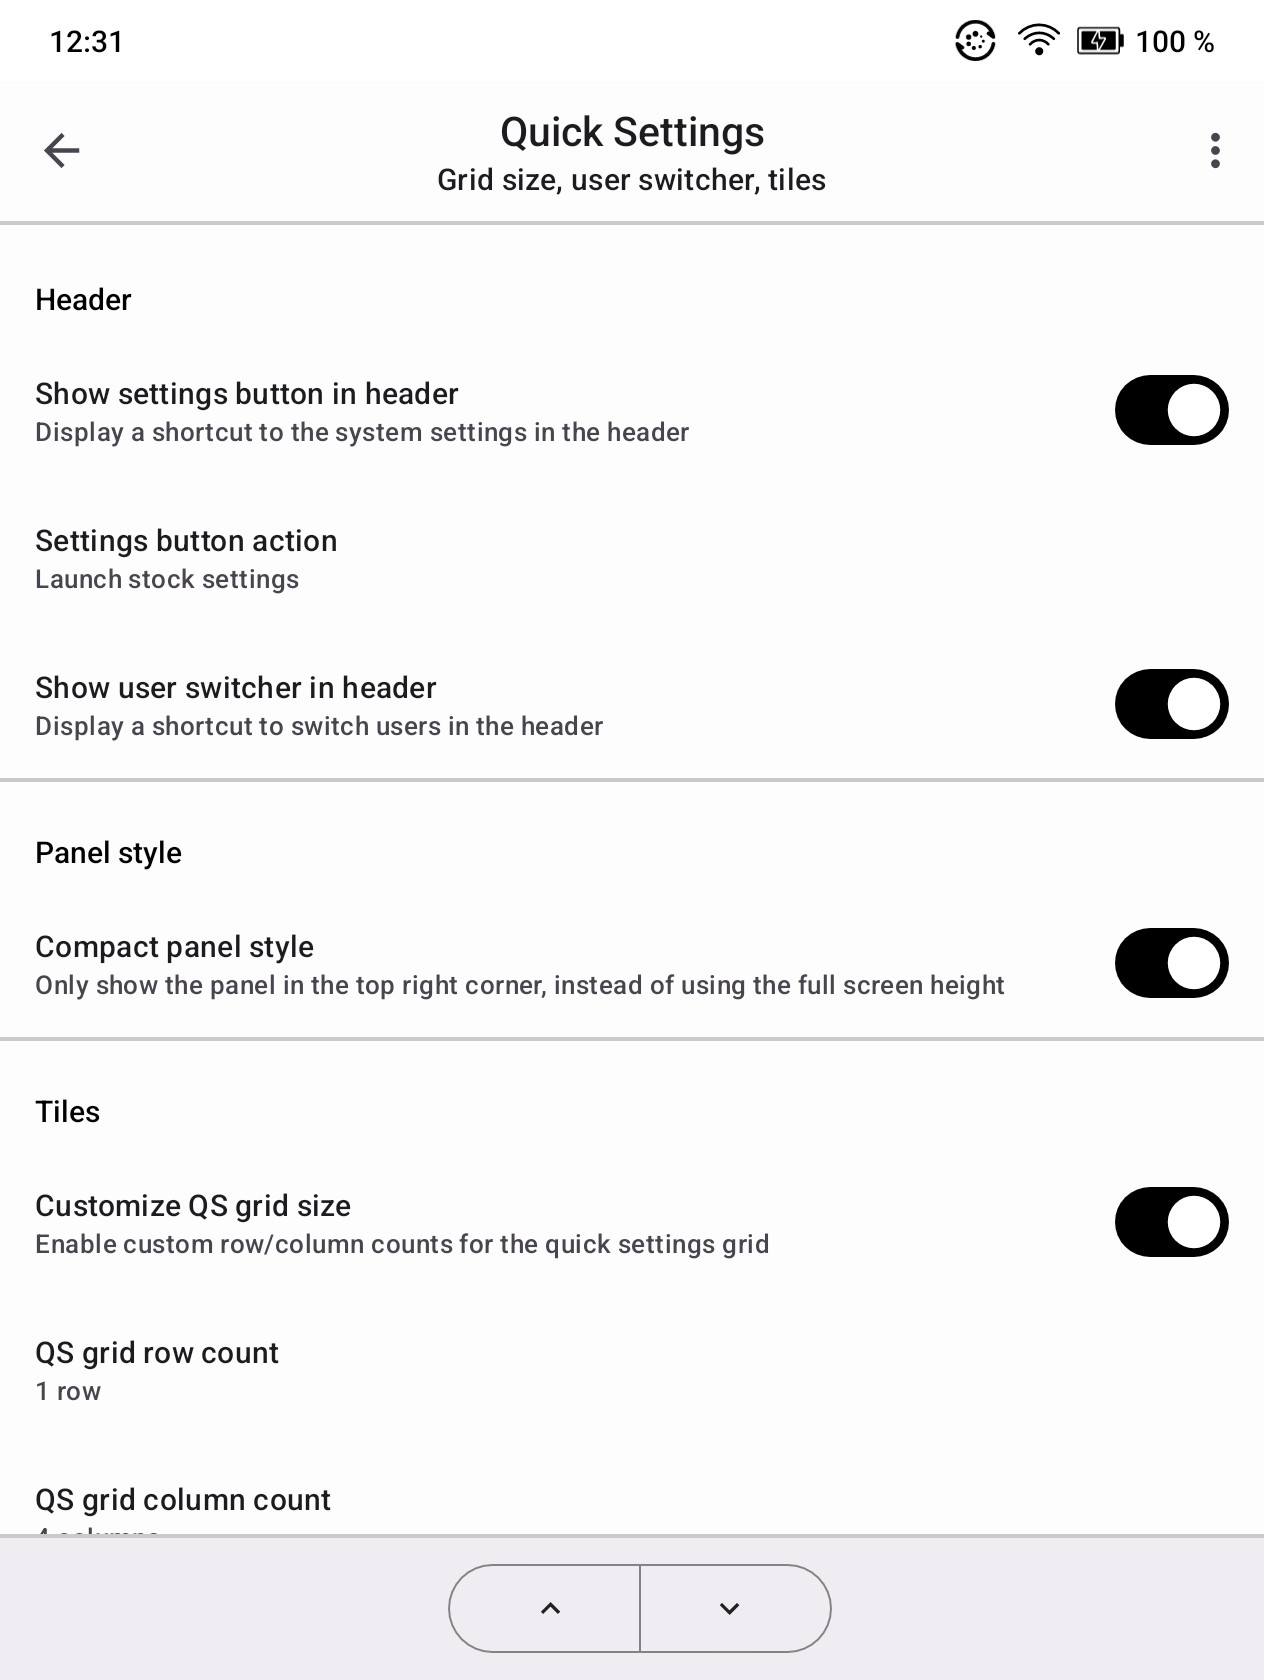 12:31
100 %
Quick Settings
Grid size, user switcher, tiles
Header
Show settings button in header
Display a shortcut to the system settings in the header
Settings button action
Launch stock settings
Show user switcher in header
Display a shortcut to switch users in the header
Panel style
Compact panel style
Only show the panel in the top right corner, instead of using the full screen height
Tiles
Customize QS grid size
Enable custom row/column counts for the quick settings grid
QS grid row count
1 row
QS grid column count
4 columns